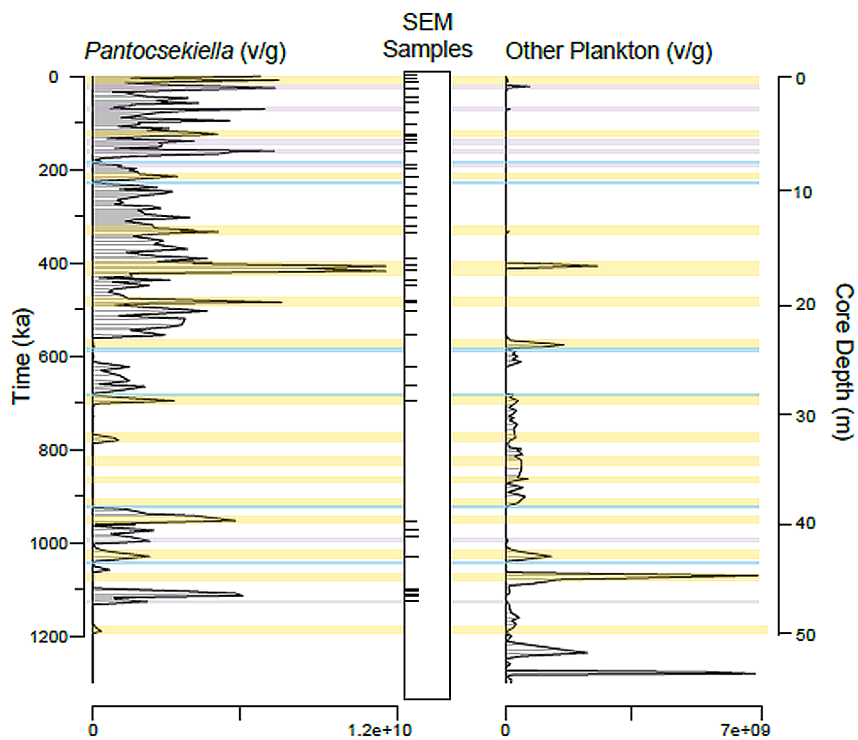 SEM
Samples
Pantocsekiella (v/g)
Other Plankton (v/g)
0
200
400
600
800
1000
1200
Time (ka)
0
10
20
30
40
50
Core Depth (m)
0
1.2e+10
0
7e+09